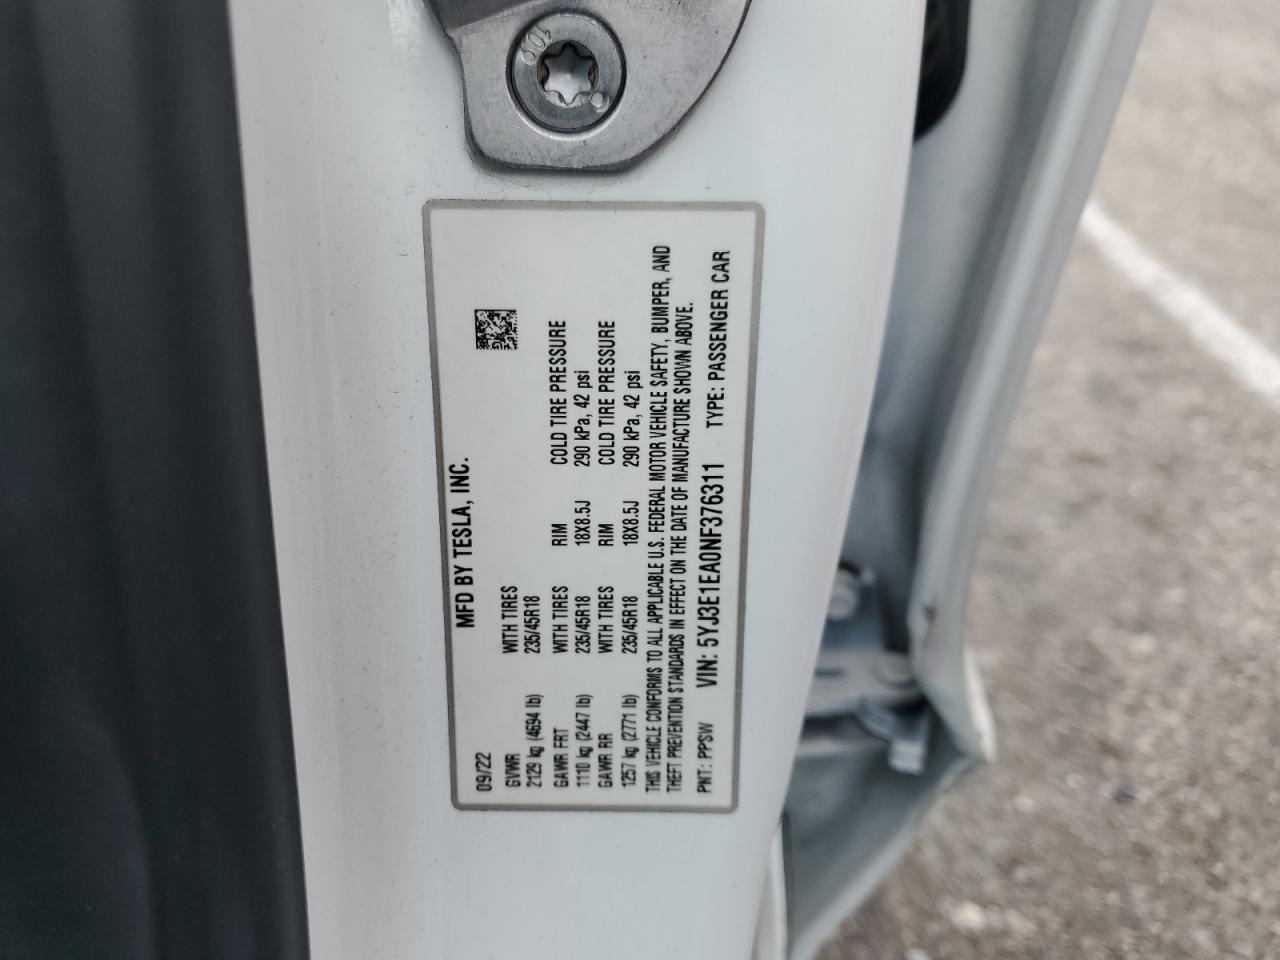 10.9
MFD BY TESLA, INC.
09/22
GVWR WITH TIRES
2129 kg (4694 lb) 235/45R18
GAWR FRT WITH TIRES RIM COLD TIRE PRESSURE
1110 kg (2447 lb) 235/45R18 18X8.5J 290 kPa, 42 psi
GAWR RR WITH TIRES RIM COLD TIRE PRESSURE
1257 kg (2771 lb) 235/45R18 18X8.5J 290 kPa, 42 psi
THIS VEHICLE CONFORMS TO ALL APPLICABLE U.S. FEDERAL MOTOR VEHICLE SAFETY, BUMPER, AND
THEFT PREVENTION STANDARDS IN EFFECT ON THE DATE OF MANUFACTURE SHOWN ABOVE.
PNT: PPSW VIN: 5YJ3E1EA0NF376311 TYPE: PASSENGER CAR